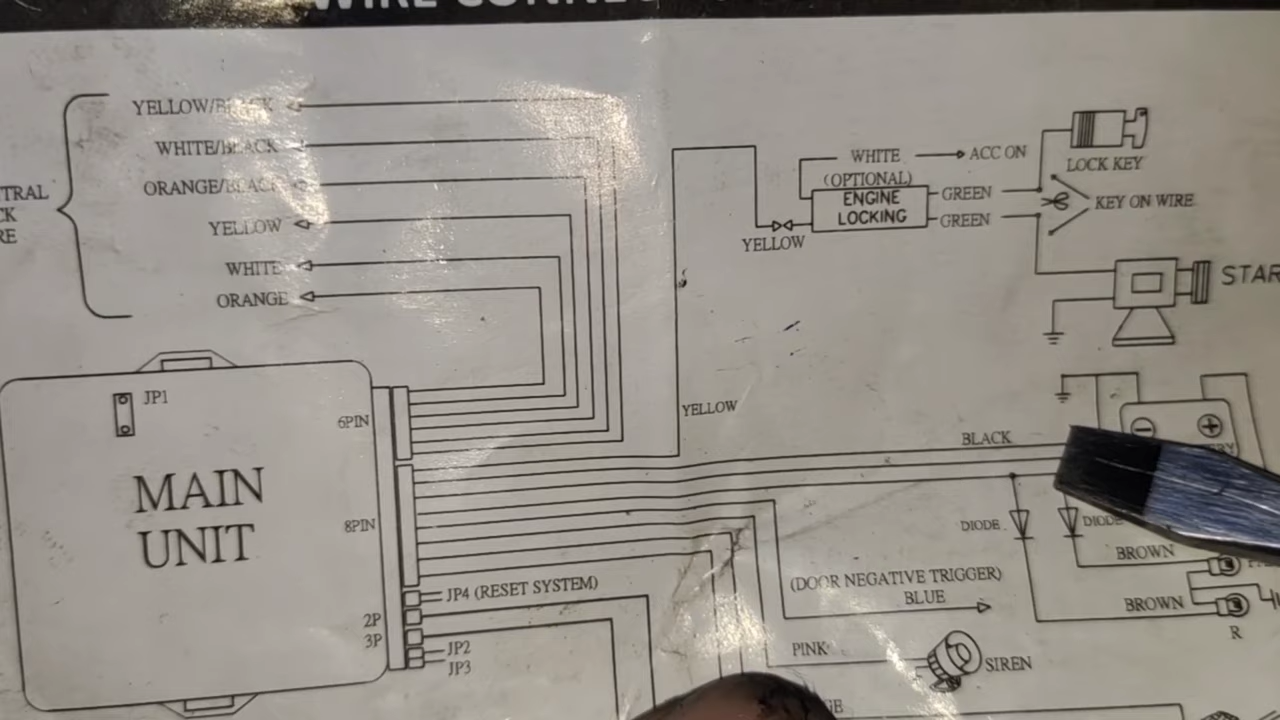 WIRE
YELLOW/BLACK
WHITE/BLACK
ORANGE/BLACK
YELLOW
WHITE
ORANGE
JP1
6PIN
MAIN
UNIT
8PIN
JP4 (RESET SYSTEM)
2P
3P
JP2
JP3
WHITE
ACC ON
(OPTIONAL)
ENGINE
LOCKING
GREEN
GREEN
YELLOW
LOCK KEY
KEY ON WIRE
STAR
YELLOW
BLACK
DIODE
DIODE
BROWN
BROWN
R
(DOOR NEGATIVE TRIGGER)
BLUE
PINK
SIREN